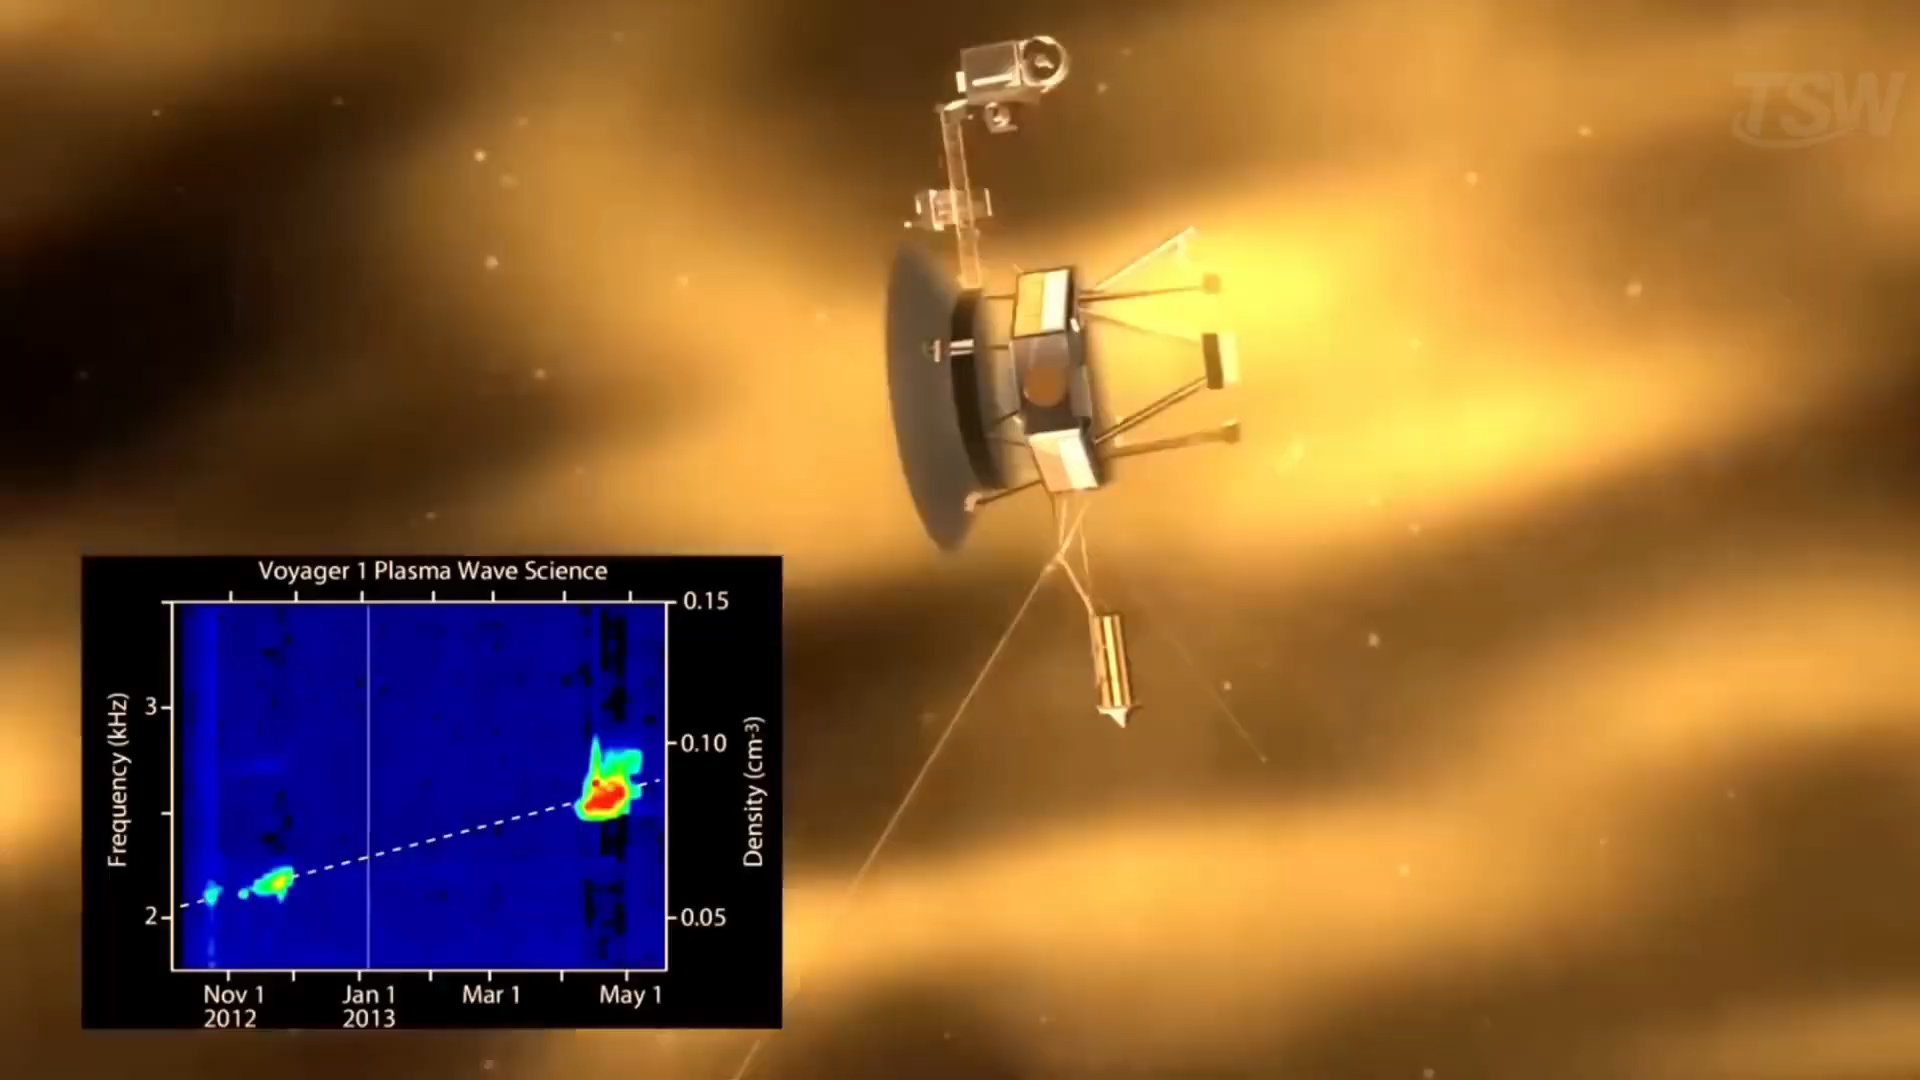 TSW
Voyager 1 Plasma Wave Science
0.15
3
0.10
Frequency (kHz)
Density (cm-3)
2
0.05
Nov 1
2012
Jan 1
2013
Mar 1
May 1